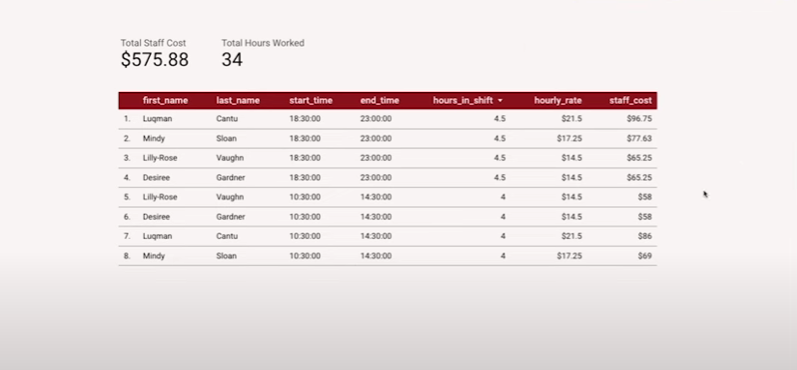 Total Staff Cost Total Hours Worked
$575.88 34
first_name last_name start_time end_time hours_in_shift hourly_rate staff_cost
1. Luqman Cantu 18:30:00 23:00:00 4.5 $21.5 $96.75
2. Mindy Sloan 18:30:00 23:00:00 4.5 $17.25 $77.63
3. Lilly-Rose Vaughn 18:30:00 23:00:00 4.5 $14.5 $65.25
4. Desiree Gardner 18:30:00 23:00:00 4.5 $14.5 $65.25
5. Lilly-Rose Vaughn 10:30:00 14:30:00 4 $14.5 $58
6. Desiree Gardner 10:30:00 14:30:00 4 $14.5 $58
7. Luqman Cantu 10:30:00 14:30:00 4 $21.5 $86
8. Mindy Sloan 10:30:00 14:30:00 4 $17.25 $69